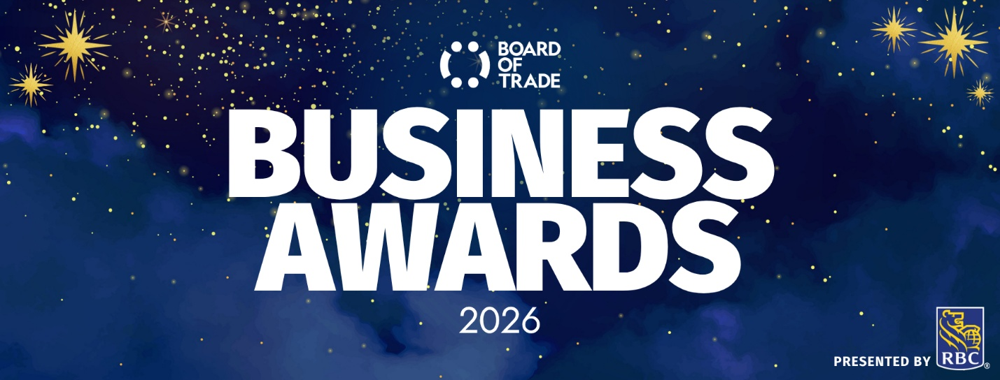 BOARD
OF
TRADE
BUSINESS
AWARDS
2026
PRESENTED BY
RBC®